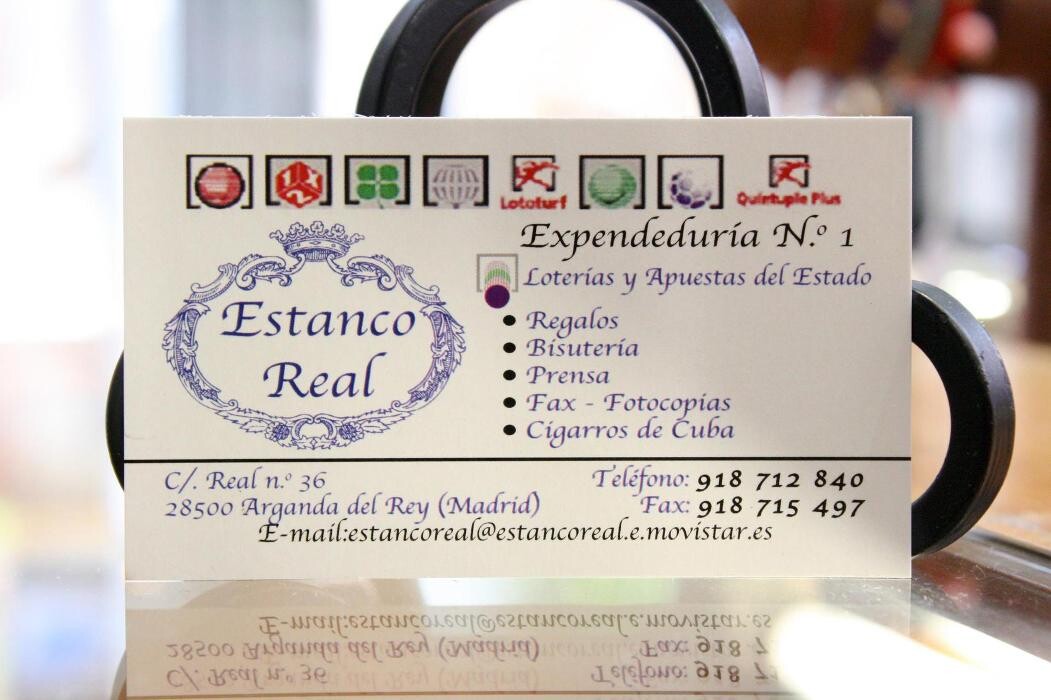 Lototurf
Quintuple Plus
Expendeduría N.º 1
Loterías y Apuestas del Estado
Estanco
Real
• Regalos
• Bisutería
• Prensa
• Fax - Fotocopias
• Cigarros de Cuba
C/. Real n.º 36
28500 Arganda del Rey (Madrid)
Teléfono: 918 712 840
Fax: 918 715 497
E-mail:estancoreal@estancoreal.e.movistar.es